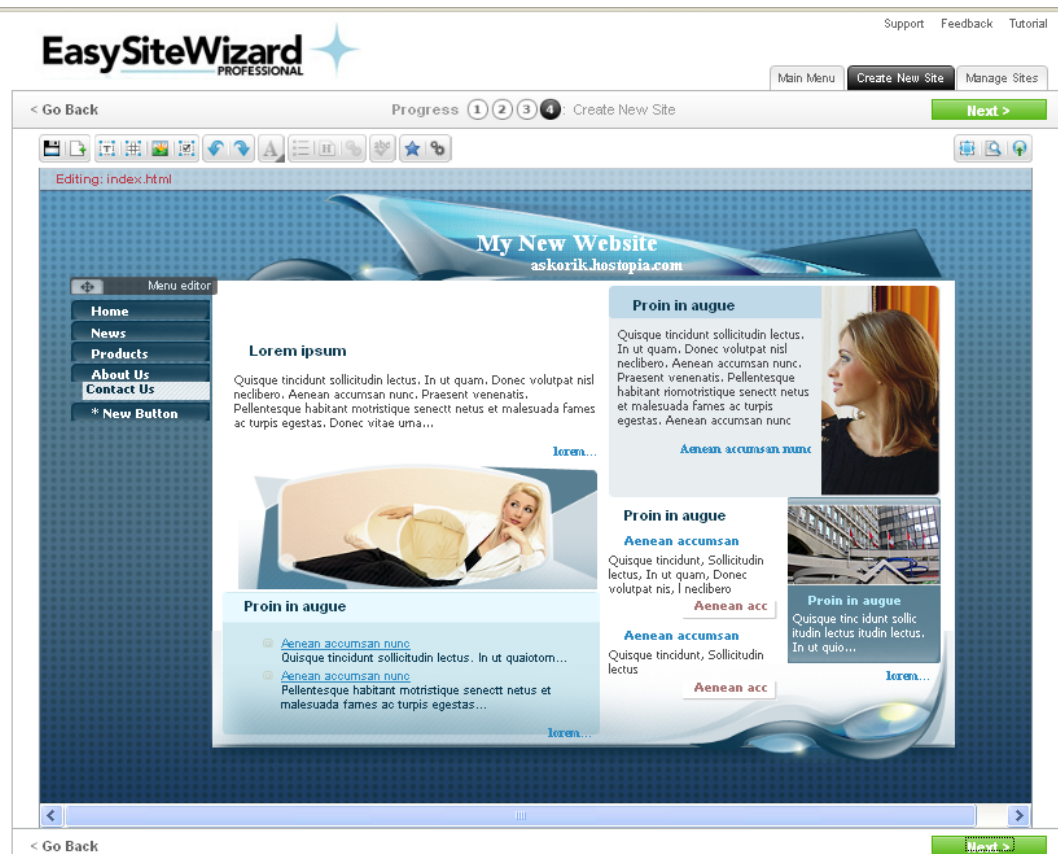 Support Feedback Tutorial
EasySiteWizard
PROFESSIONAL
Main Menu Create New Site Manage Sites
< Go Back Progress 1 2 3 4 : Create New Site Next >
Editing: index.html
My New Website
askorik.hostopia.com
Menu editor
Home
News
Products
About Us
Contact Us
* New Button
Lorem ipsum
Quisque tincidunt sollicitudin lectus. In ut quam. Donec volutpat nisl
neclibero. Aenean accumsan nunc. Praesent venenatis.
Pellentesque habitant motristique senectt netus et malesuada fames
ac turpis egestas. Donec vitae urna...
lorem...
Proin in augue
Aenean accumsan nunc
Quisque tincidunt sollicitudin lectus. In ut quaiotom...
Aenean accumsan nunc
Pellentesque habitant motristique senectt netus et
malesuada fames ac turpis egestas...
lorem...
Proin in augue
Quisque tincidunt sollicitudin lectus.
In ut quam. Donec volutpat nisl
neclibero. Aenean accumsan nunc.
Praesent venenatis. Pellentesque
habitant riomotristique senectt netus
et malesuada fames ac turpis
egestas. Aenean accumsan nunc
Aenean accumsan nunc
Proin in augue
Aenean accumsan
Quisque tincidunt, Sollicitudin
lectus, In ut quam, Donec
volutpat nis, l neclibero
Aenean acc
Aenean accumsan
Quisque tincidunt, Sollicitudin
lectus
Aenean acc
Proin in augue
Quisque tinc idunt sollic
itudin lectus itudin lectus.
In ut quio...
lorem...
< Go Back Next >